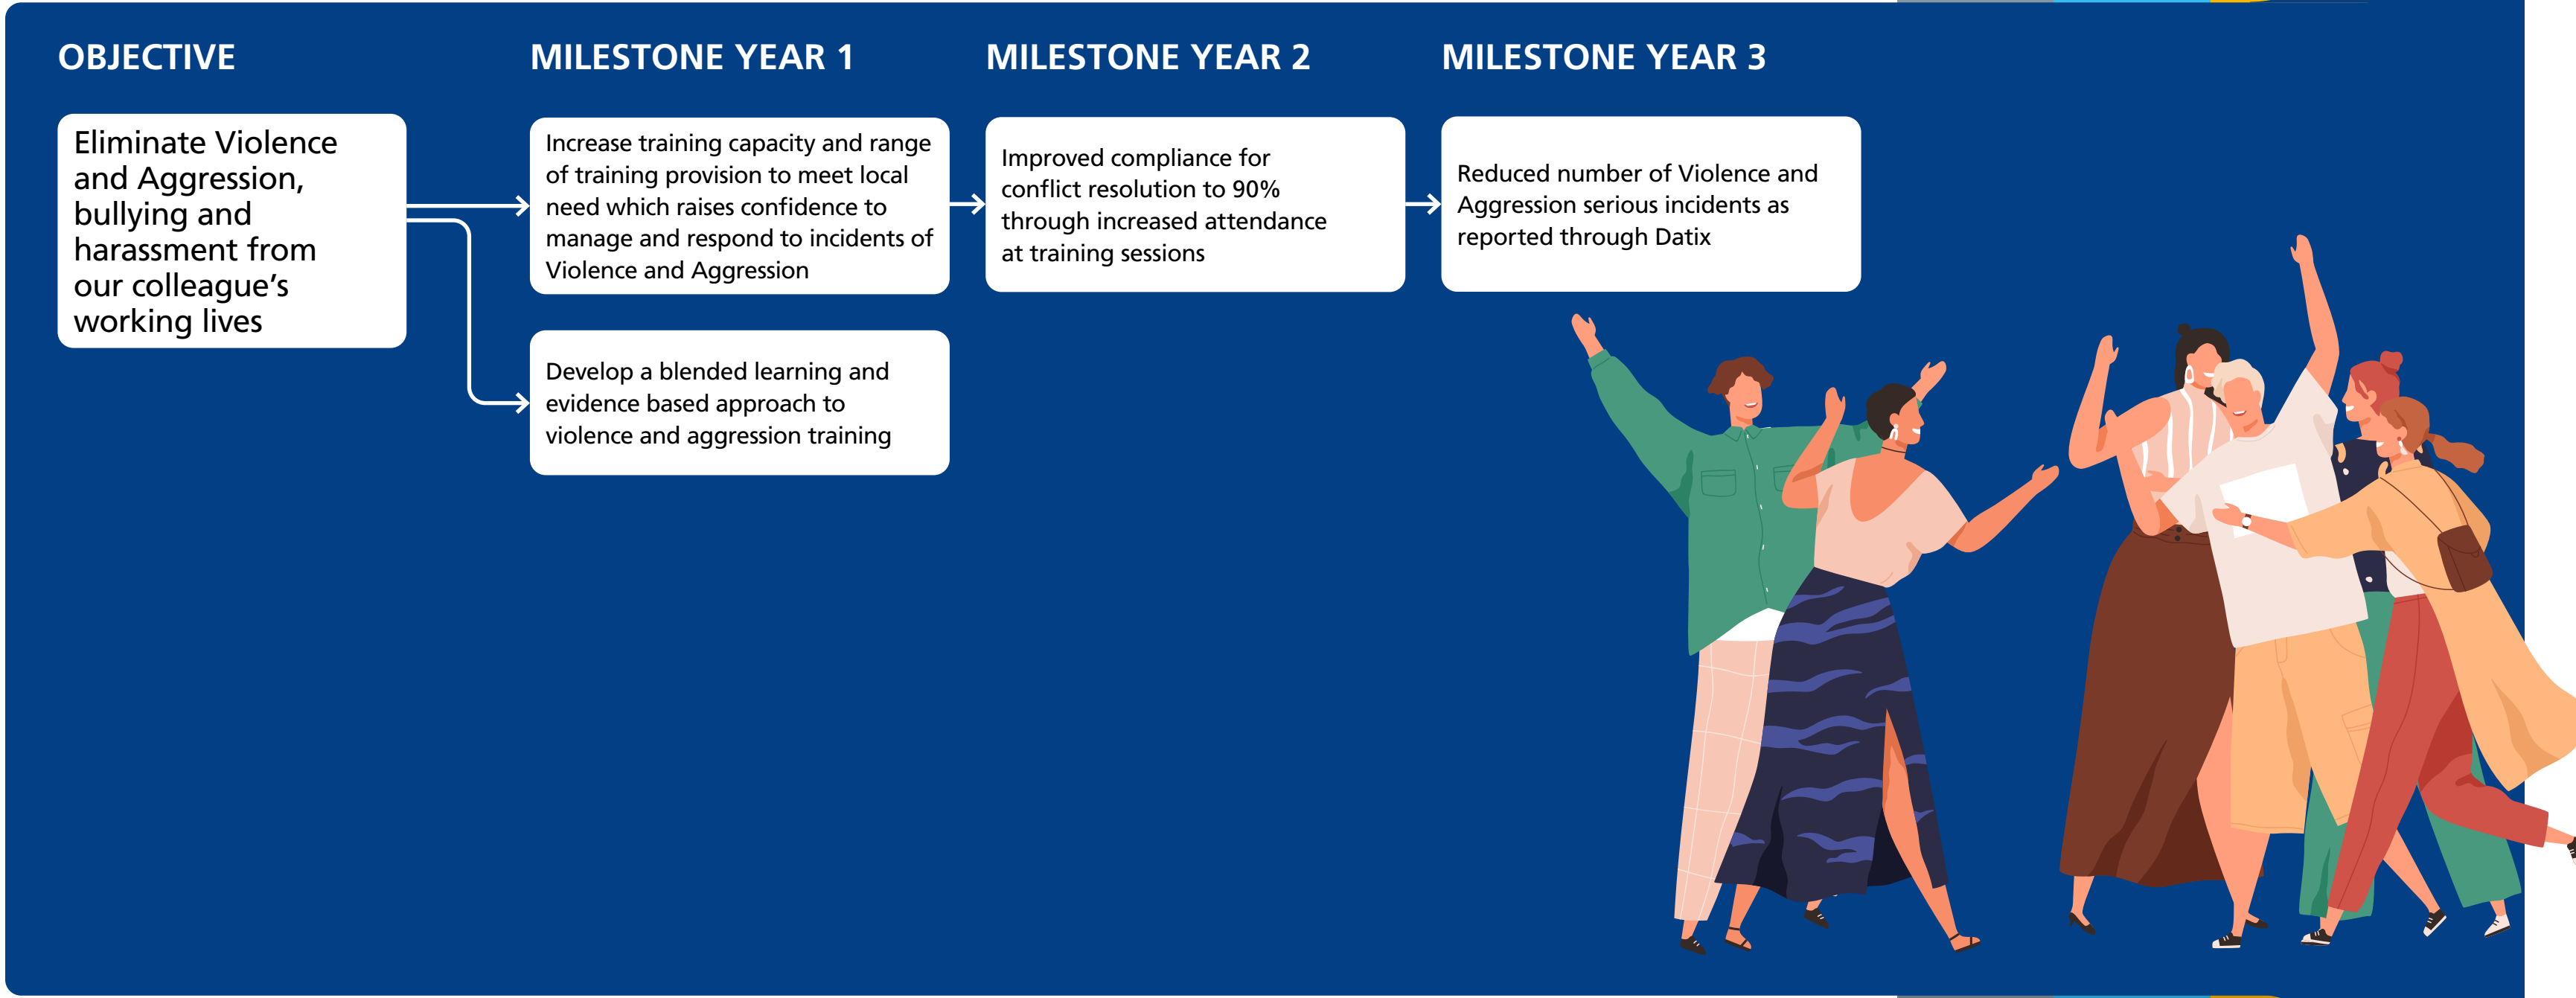 OBJECTIVE
MILESTONE YEAR 1
MILESTONE YEAR 2
MILESTONE YEAR 3
Eliminate Violence
and Aggression,
bullying and
harassment from
our colleague’s
working lives
Increase training capacity and range
of training provision to meet local
need which raises confidence to
manage and respond to incidents of
Violence and Aggression
Improved compliance for
conflict resolution to 90%
through increased attendance
at training sessions
Reduced number of Violence and
Aggression serious incidents as
reported through Datix
Develop a blended learning and
evidence based approach to
violence and aggression training